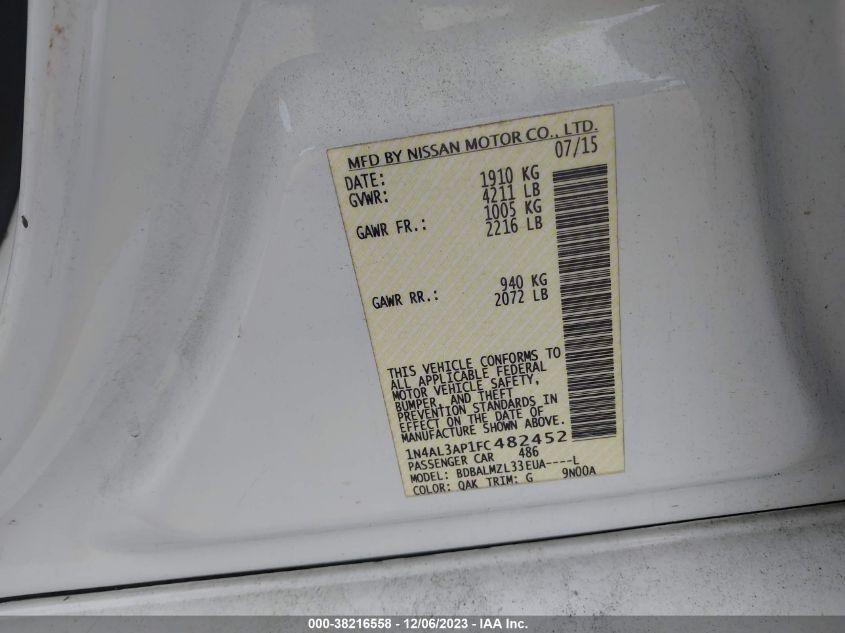 MFD BY NISSAN MOTOR CO., LTD.
DATE: 07/15
GVWR: 1910 KG
4211 LB
GAWR FR.: 1005 KG
2216 LB
GAWR RR.: 940 KG
2072 LB
THIS VEHICLE CONFORMS TO
ALL APPLICABLE FEDERAL
MOTOR VEHICLE SAFETY,
BUMPER, AND THEFT
PREVENTION STANDARDS IN
EFFECT ON THE DATE OF
MANUFACTURE SHOWN ABOVE.
1N4AL3AP1FC482452
PASSENGER CAR 486
MODEL: BDBALMZL33EUA----L
COLOR: QAK TRIM: G 9N00A
000-38216558 - 12/06/2023 - IAA Inc.